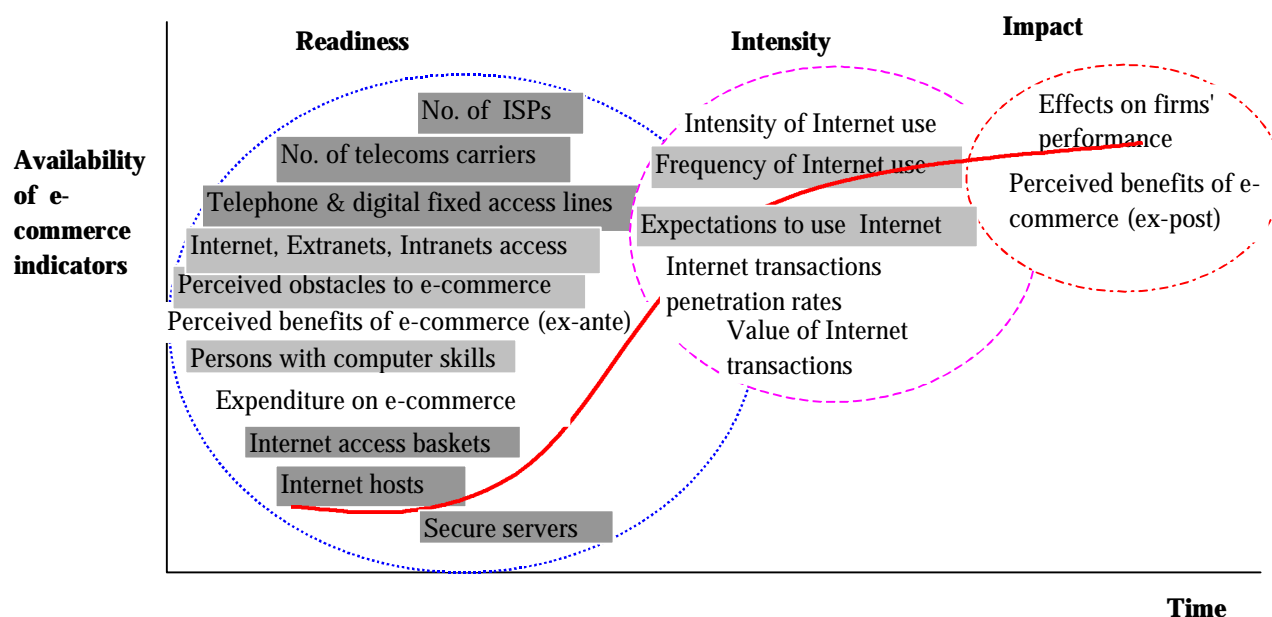 Readiness
Intensity
Impact
Availability
of e-
commerce
indicators
No. of ISPs
No. of telecoms carriers
Telephone & digital fixed access lines
Internet, Extranets, Intranets access
Perceived obstacles to e-commerce
Perceived benefits of e-commerce (ex-ante)
Persons with computer skills
Expenditure on e-commerce
Internet access baskets
Internet hosts
Secure servers
Intensity of Internet use
Frequency of Internet use
Expectations to use Internet
Internet transactions
penetration rates
Value of Internet
transactions
Effects on firms'
performance
Perceived benefits of e-
commerce (ex-post)
Time